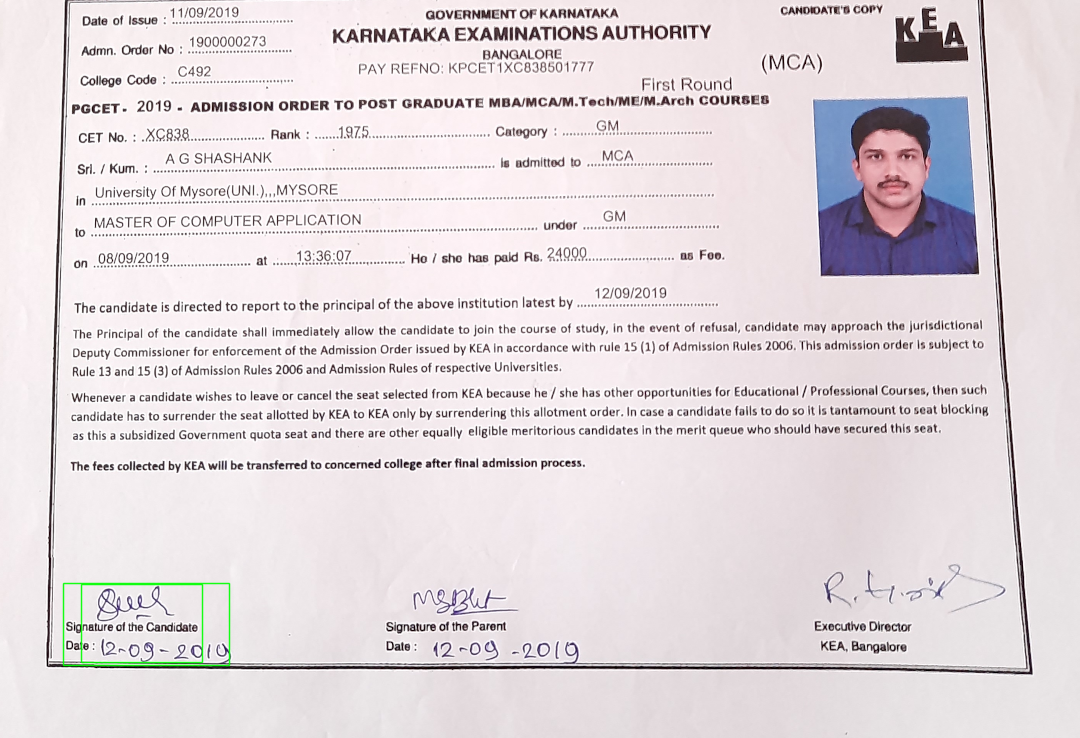 Date of Issue : 11/09/2019
GOVERNMENT OF KARNATAKA
CANDIDATE'S COPY
KEA
Admn. Order No : 1900000273
KARNATAKA EXAMINATIONS AUTHORITY
BANGALORE
College Code : C492
PAY REFNO: KPCET1XC838501777
(MCA)
First Round
PGCET- 2019 - ADMISSION ORDER TO POST GRADUATE MBA/MCA/M.Tech/ME/M.Arch COURSES
CET No. : XC838 Rank : 1975 Category : GM
Sri. / Kum. : A G SHASHANK is admitted to MCA
in University Of Mysore(UNI.),,,MYSORE
to MASTER OF COMPUTER APPLICATION under GM
on 08/09/2019 at 13:36:07 He / she has paid Rs. 24000 as Fee.
The candidate is directed to report to the principal of the above institution latest by 12/09/2019
The Principal of the candidate shall immediately allow the candidate to join the course of study, in the event of refusal, candidate may approach the jurisdictional
Deputy Commissioner for enforcement of the Admission Order issued by KEA in accordance with rule 15 (1) of Admission Rules 2006. This admission order is subject to
Rule 13 and 15 (3) of Admission Rules 2006 and Admission Rules of respective Universities.
Whenever a candidate wishes to leave or cancel the seat selected from KEA because he / she has other opportunities for Educational / Professional Courses, then such
candidate has to surrender the seat allotted by KEA to KEA only by surrendering this allotment order. In case a candidate fails to do so it is tantamount to seat blocking
as this a subsidized Government quota seat and there are other equally eligible meritorious candidates in the merit queue who should have secured this seat.
The fees collected by KEA will be transferred to concerned college after final admission process.
Signature of the Candidate Signature of the Parent Executive Director
Date : 12-09-2019 Date : 12-09-2019 KEA, Bangalore